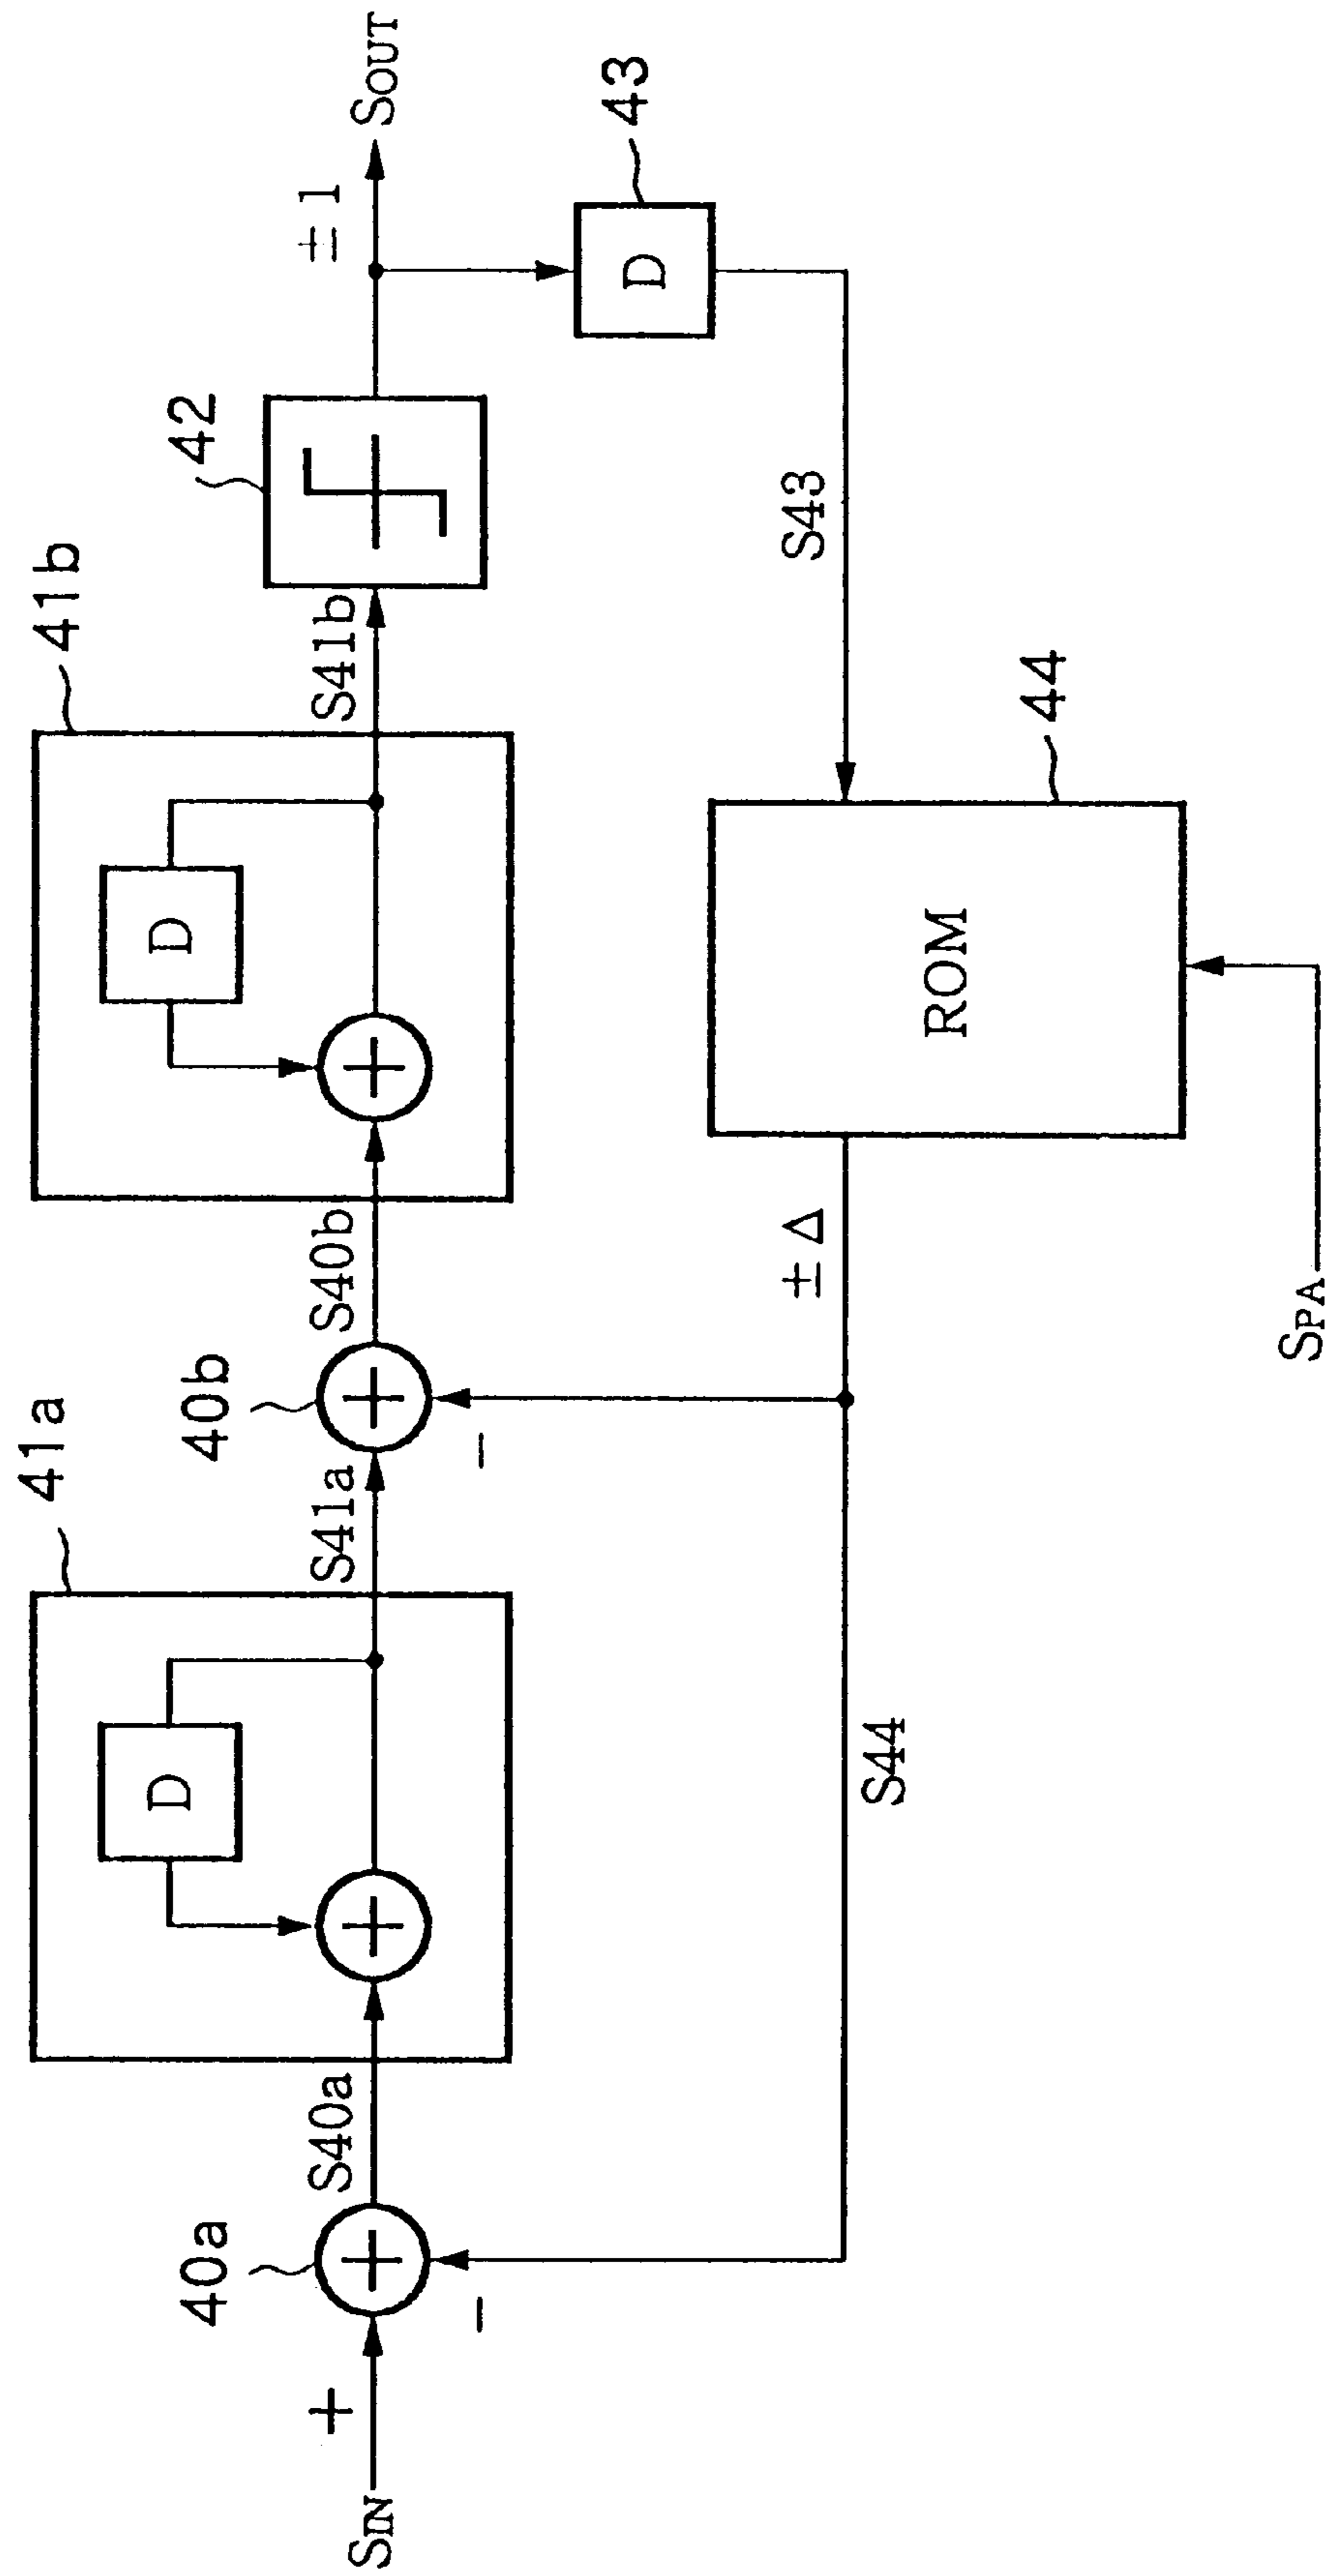 41a
41b
42
D
D
40a
40b
± 1
SIN
+
S40a
S41a
S40b
S41b
SOUT
+
+
+
+
-
-
D
43
± Δ
S43
S44
ROM
44
SPA